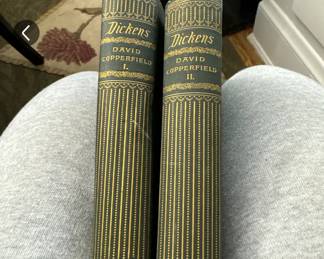 Dickens
DAVID
COPPERFIELD
I.
Dickens
DAVID
COPPERFIELD
II.